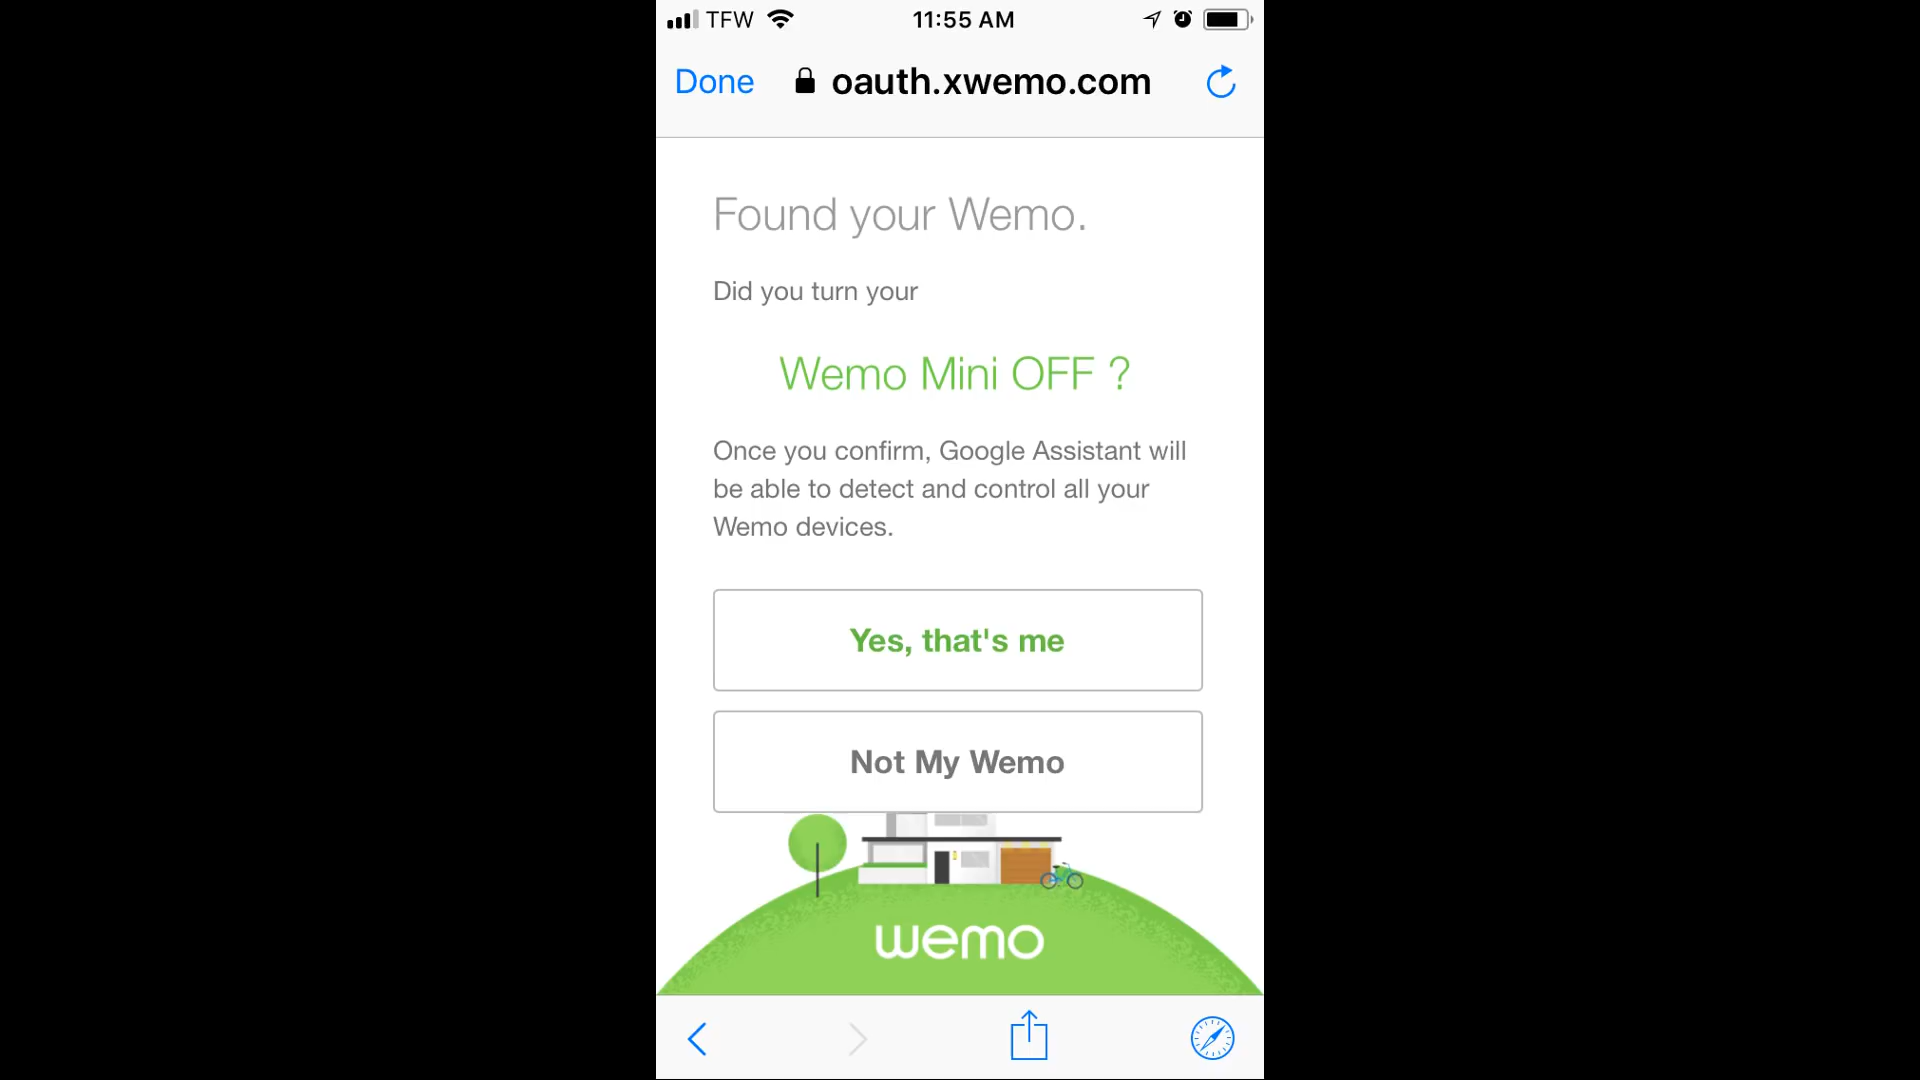 TFW 11:55 AM
Done oauth.xwemo.com
Found your Wemo.
Did you turn your
Wemo Mini OFF ?
Once you confirm, Google Assistant will
be able to detect and control all your
Wemo devices.
Yes, that's me
Not My Wemo
wemo